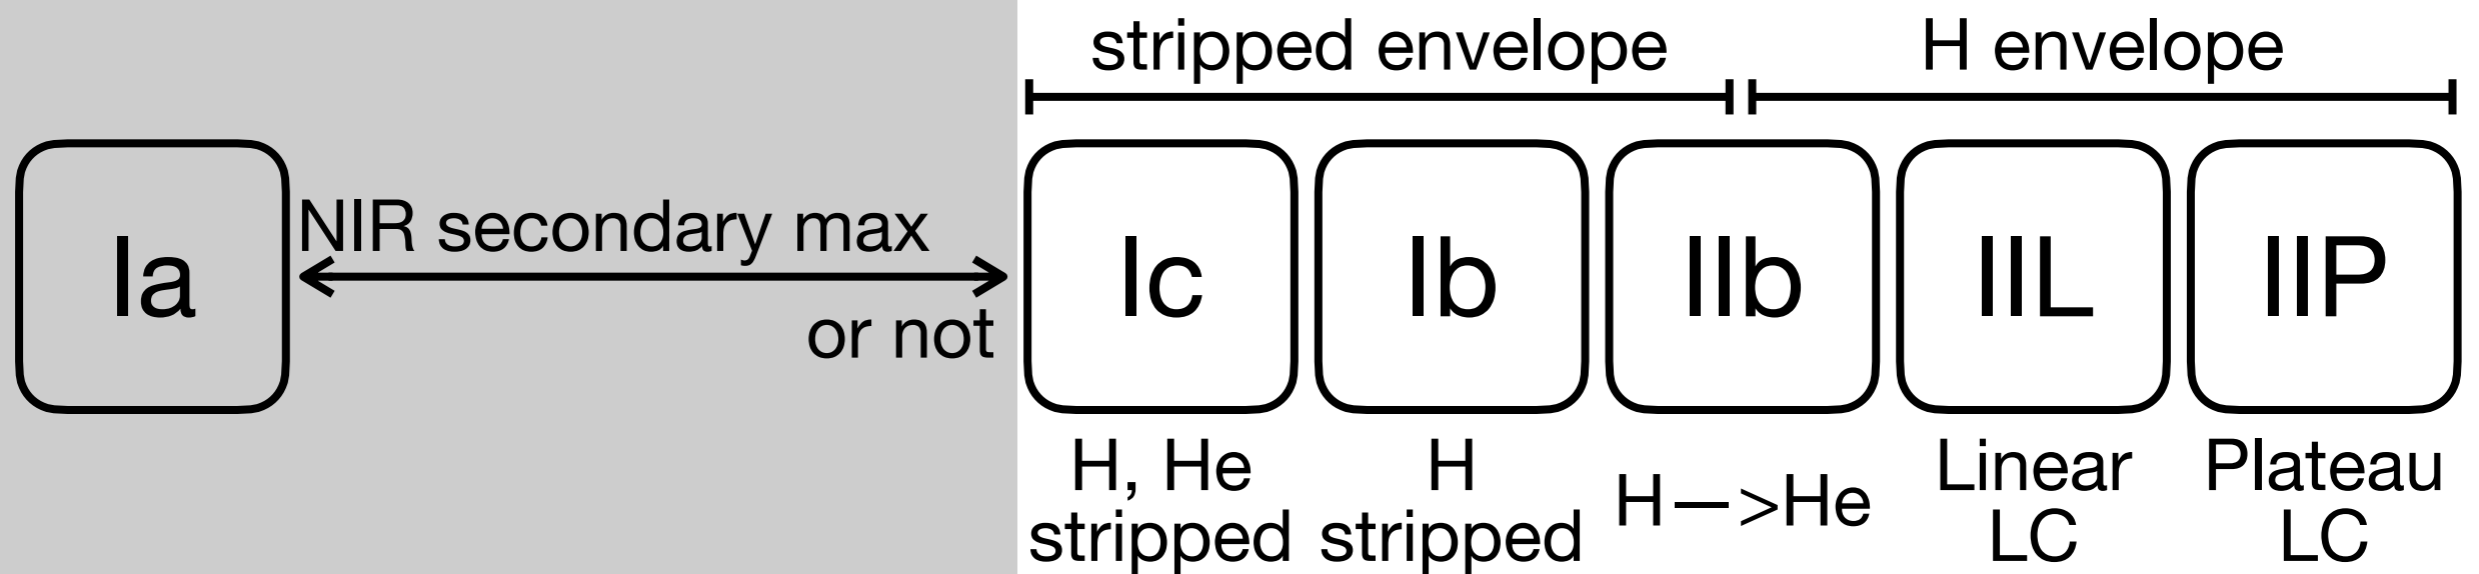 stripped envelope
H envelope
Ia
NIR secondary max
or not
Ic
Ib
IIb
IIL
IIP
H, He
stripped
H
stripped
H—>He
Linear
LC
Plateau
LC